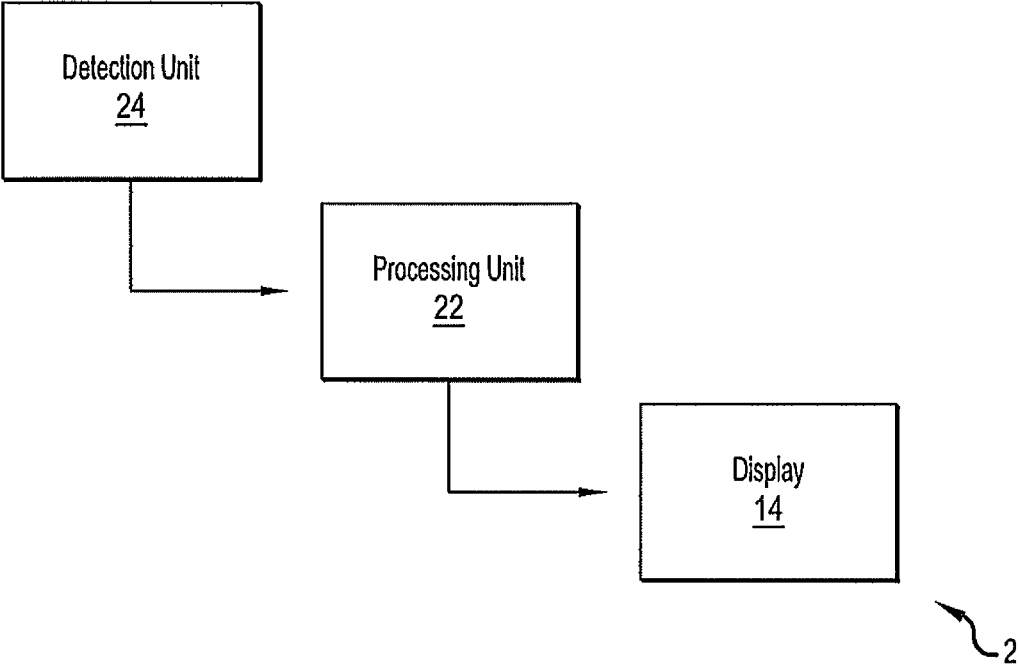 Detection Unit
24
Processing Unit
22
Display
14
2